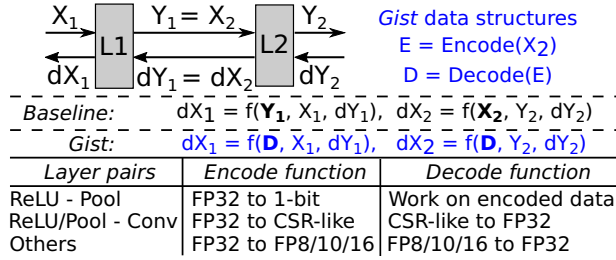 X₁ Y₁ = X₂ Y₂ Gist data structures
L1 L2 E = Encode(X₂)
dX₁ dY₁ = dX₂ dY₂ D = Decode(E)
Baseline: dX₁ = f(Y₁, X₁, dY₁), dX₂ = f(X₂, Y₂, dY₂)
Gist: dX₁ = f(D, X₁, dY₁), dX₂ = f(D, Y₂, dY₂)
Layer pairs Encode function Decode function
ReLU - Pool FP32 to 1-bit Work on encoded data
ReLU/Pool - Conv FP32 to CSR-like CSR-like to FP32
Others FP32 to FP8/10/16 FP8/10/16 to FP32